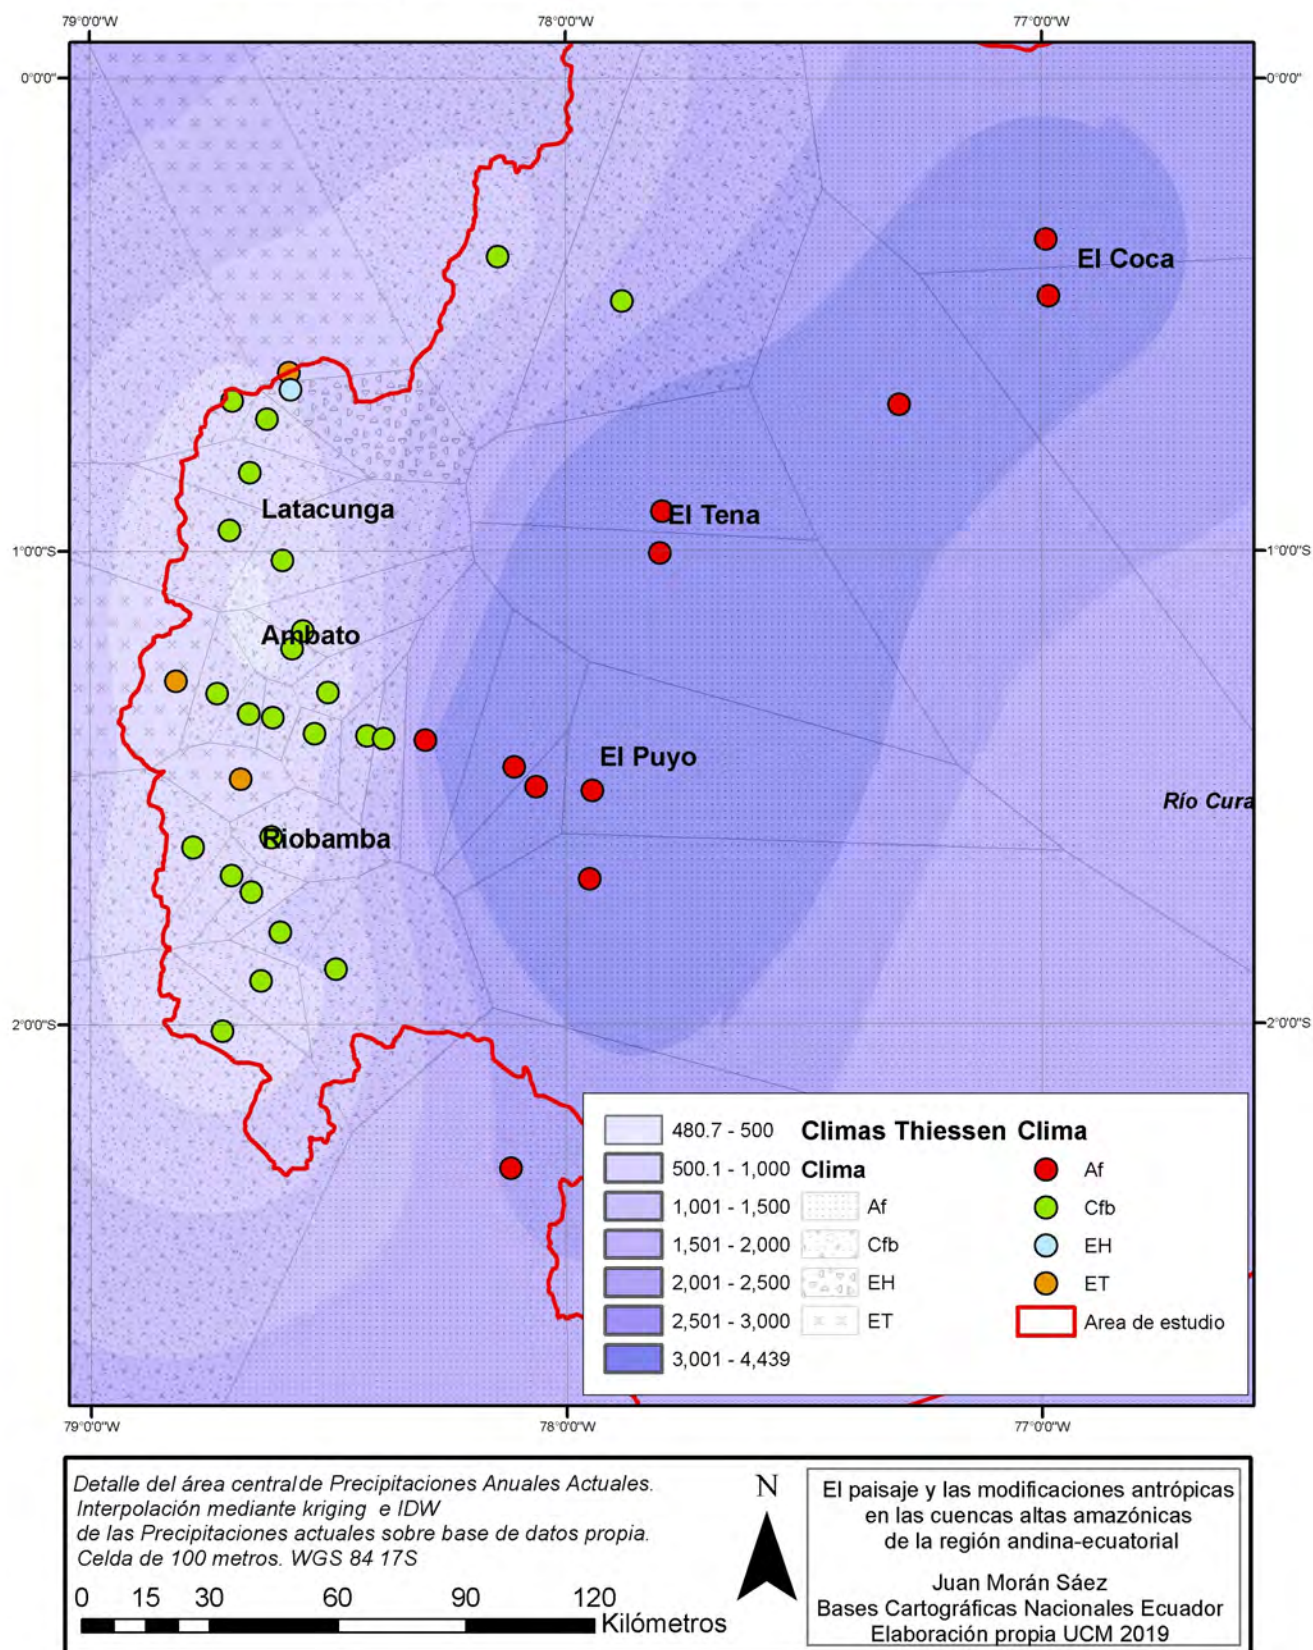 79°0'0"W 78°0'0"W 77°0'0"W
0°0'0" 0°0'0"
El Coca
Latacunga
El Tena
1°0'0"S 1°0'0"S
Ambato
El Puyo
Río Cura
Riobamba
2°0'0"S 2°0'0"S
480.7 - 500 Climas Thiessen Clima
500.1 - 1,000 Clima Af
1,001 - 1,500 Af Cfb
1,501 - 2,000 Cfb EH
2,001 - 2,500 EH ET
2,501 - 3,000 ET Area de estudio
3,001 - 4,439
79°0'0"W 78°0'0"W 77°0'0"W
Detalle del área central de Precipitaciones Anuales Actuales.
Interpolación mediante kriging e IDW
de las Precipitaciones actuales sobre base de datos propia.
Celda de 100 metros. WGS 84 17S
0 15 30 60 90 120
Kilómetros
N
El paisaje y las modificaciones antrópicas
en las cuencas altas amazónicas
de la región andina-ecuatorial
Juan Morán Sáez
Bases Cartográficas Nacionales Ecuador
Elaboración propia UCM 2019